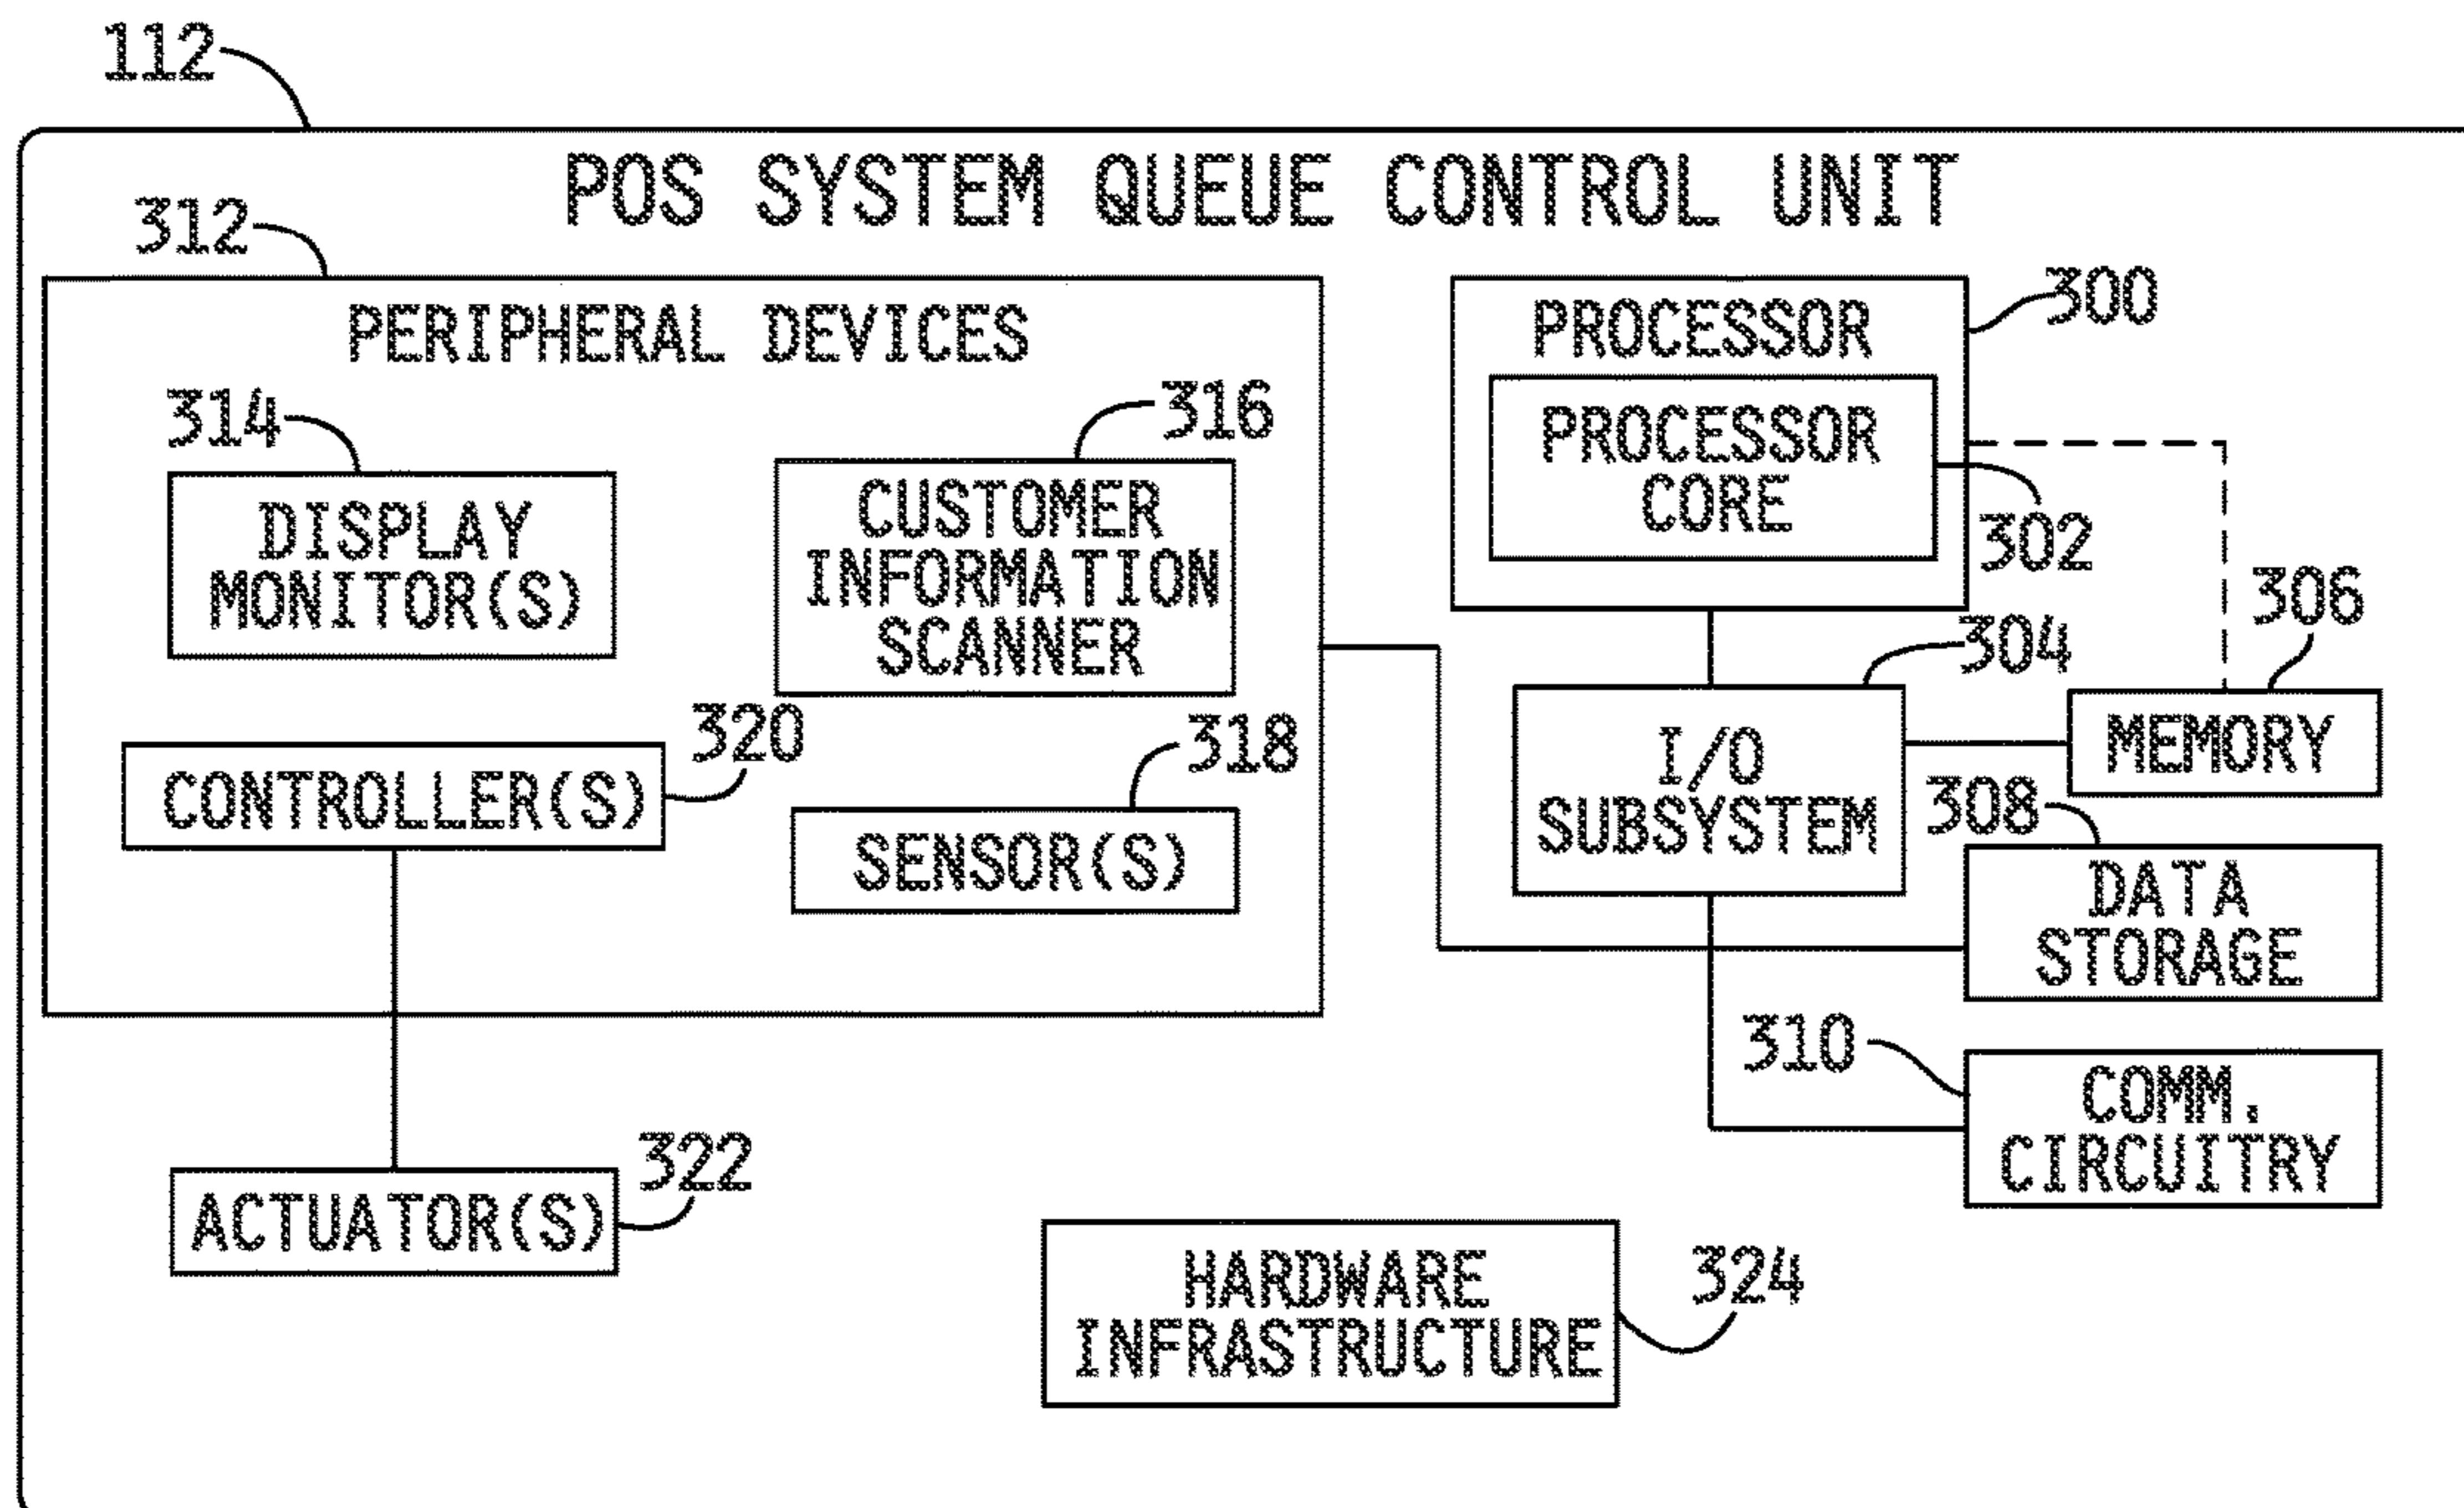 112
POS SYSTEM QUEUE CONTROL UNIT
312
PERIPHERAL DEVICES
314
DISPLAY
MONITOR(S)
316
CUSTOMER
INFORMATION
SCANNER
320
CONTROLLER(S)
318
SENSOR(S)
322
ACTUATOR(S)
300
PROCESSOR
PROCESSOR
CORE
302
304
I/O
SUBSYSTEM
306
MEMORY
308
DATA
STORAGE
310
COMM.
CIRCUITRY
HARDWARE
INFRASTRUCTURE
324